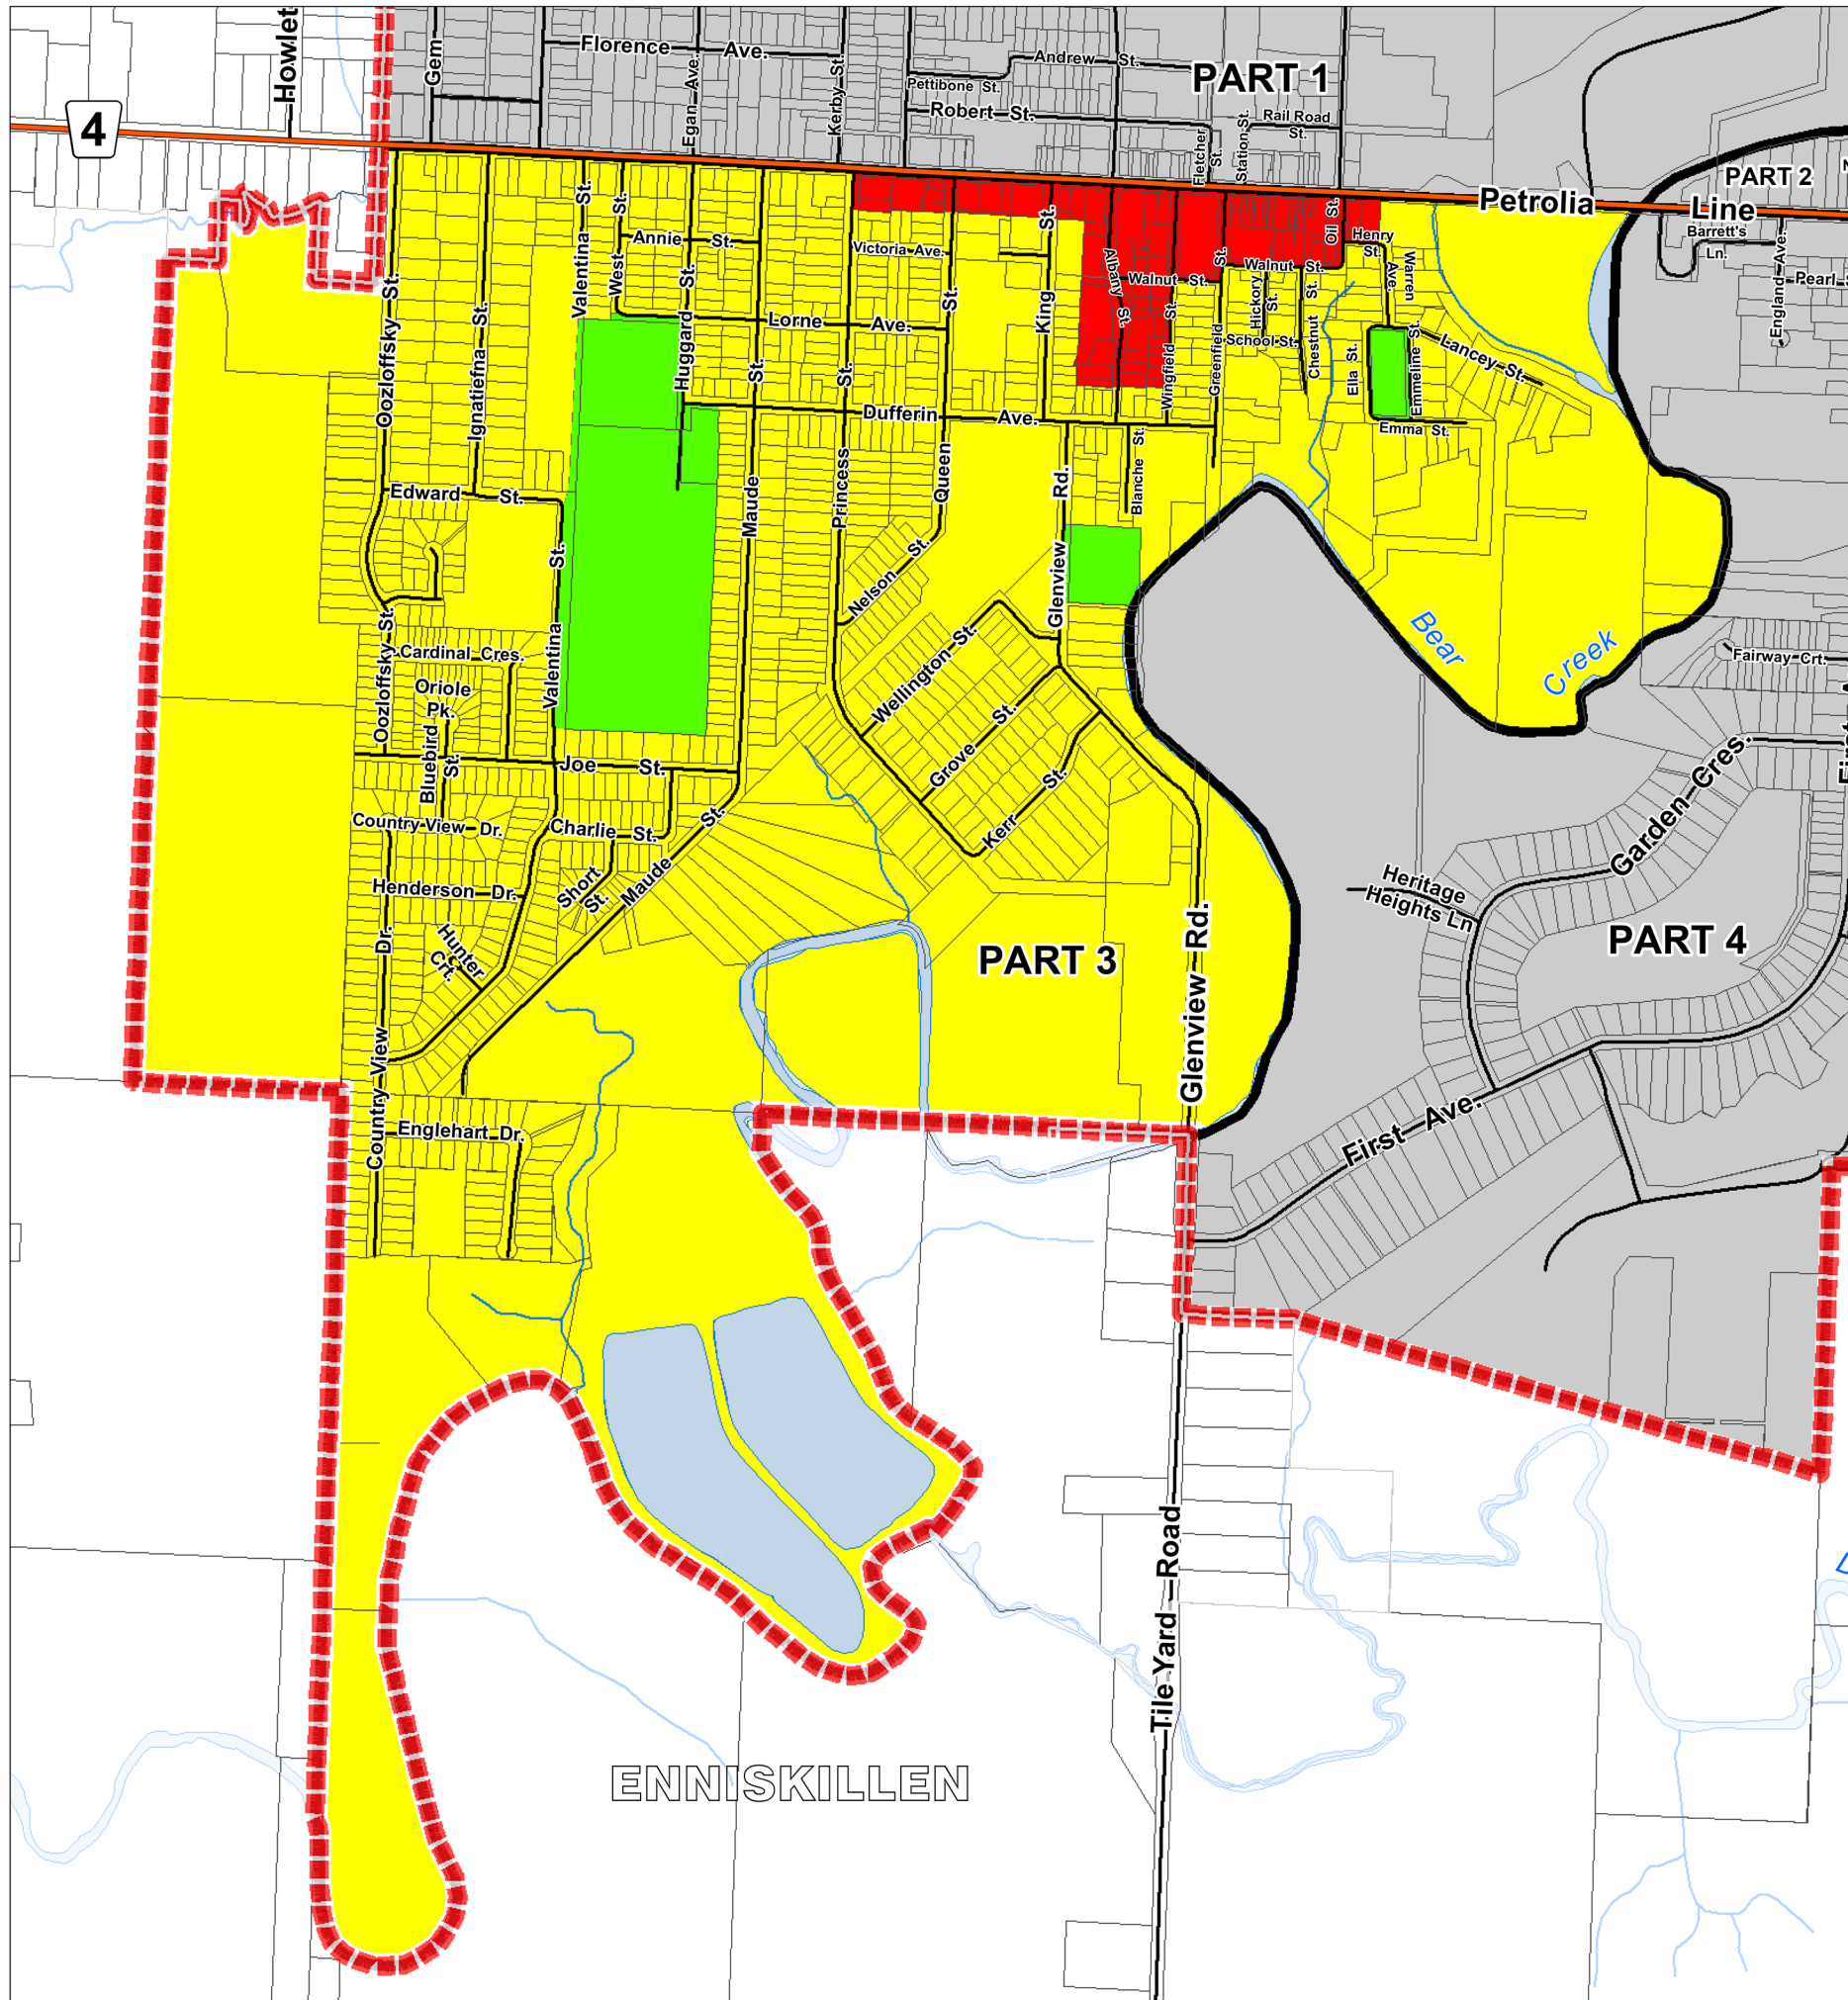 Howlet
Gem
Florence Ave.
Egan Ave.
Kerby St.
Andrew St.
PART 1
Pettibone St.
Robert St.
Fletcher St.
Station St.
Rail Road
St.
4
PART 2
Petrolia Line
Barrett's
Ln.
England Ave.
Pearl
Valentina St.
West St.
Annie St.
Huggard St.
Victoria Ave.
King St.
Albany St.
Walnut St.
Wingfield St.
Greenfield St.
Walnut St.
Hickory St.
School St.
Chestnut St.
Oil St.
Henry
St.
Warren
Ave.
Ella St.
Emmeline St.
Lancey St.
Emma St.
Oozloffsky St.
Ignatiefna St.
Lorne Ave.
Maude St.
Princess St.
Queen St.
Dufferin Ave.
Edward St.
Blanche St.
Glenview Rd.
Nelson St.
Valentina St.
Oozloffsky St.
Cardinal Cres.
Oriole
Pk.
Bluebird
St.
Wellington St.
Grove St.
Kerr St.
Bear
Creek
Fairway Crt.
Joe St.
Country View Dr.
Charlie St.
Maude St.
Short
St.
Henderson Dr.
Hunter
Crt.
Garden Cres.
Heritage
Heights Ln
PART 3
PART 4
Glenview Rd.
Country View Dr.
Englehart Dr.
First Ave.
Tile Yard Road
ENNISKILLEN